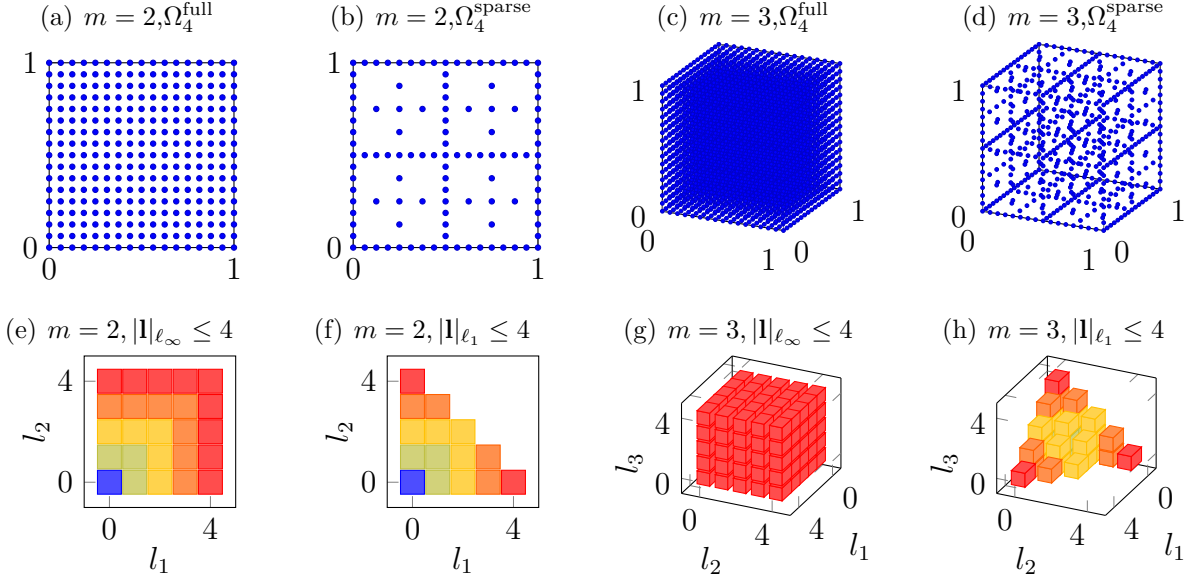 (a) m = 2,Ω₄^full
(b) m = 2,Ω₄^sparse
(c) m = 3,Ω₄^full
(d) m = 3,Ω₄^sparse
1
0
0
1
1
0
0
1
1
0
0
1
0
1
1
0
0
1
0
1
(e) m = 2, |l|_ℓ∞ ≤ 4
(f) m = 2, |l|_ℓ₁ ≤ 4
(g) m = 3, |l|_ℓ∞ ≤ 4
(h) m = 3, |l|_ℓ₁ ≤ 4
4
0
l₂
0
4
l₁
4
0
l₂
0
4
l₁
4
0
l₃
0
4
l₂
4
0
l₁
4
0
l₃
0
4
l₂
4
0
l₁